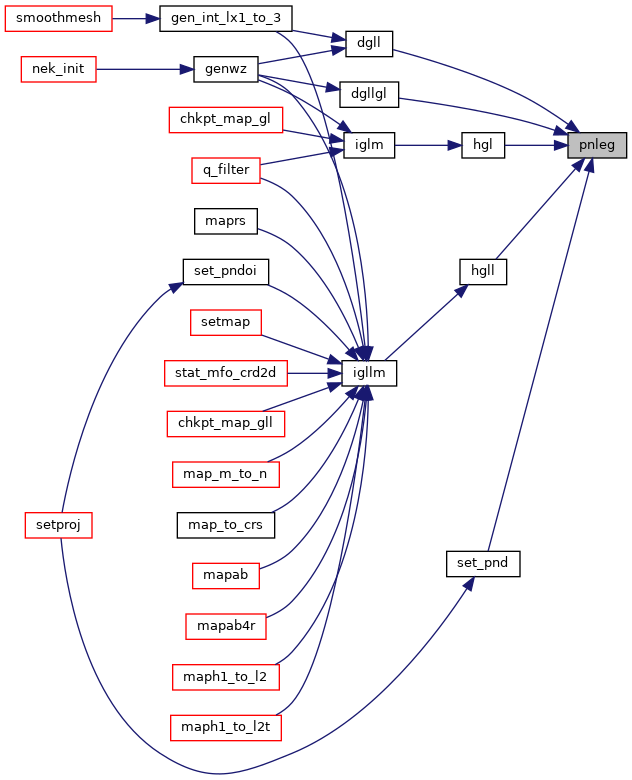 smoothmesh
gen_int_lx1_to_3
dgll
nek_init
genwz
dgllgl
chkpt_map_gl
iglm
hgl
pnleg
q_filter
maprs
set_pndoi
hgll
setmap
stat_mfo_crd2d
igllm
chkpt_map_gll
map_m_to_n
setproj
map_to_crs
set_pnd
mapab
mapab4r
maph1_to_l2
maph1_to_l2t